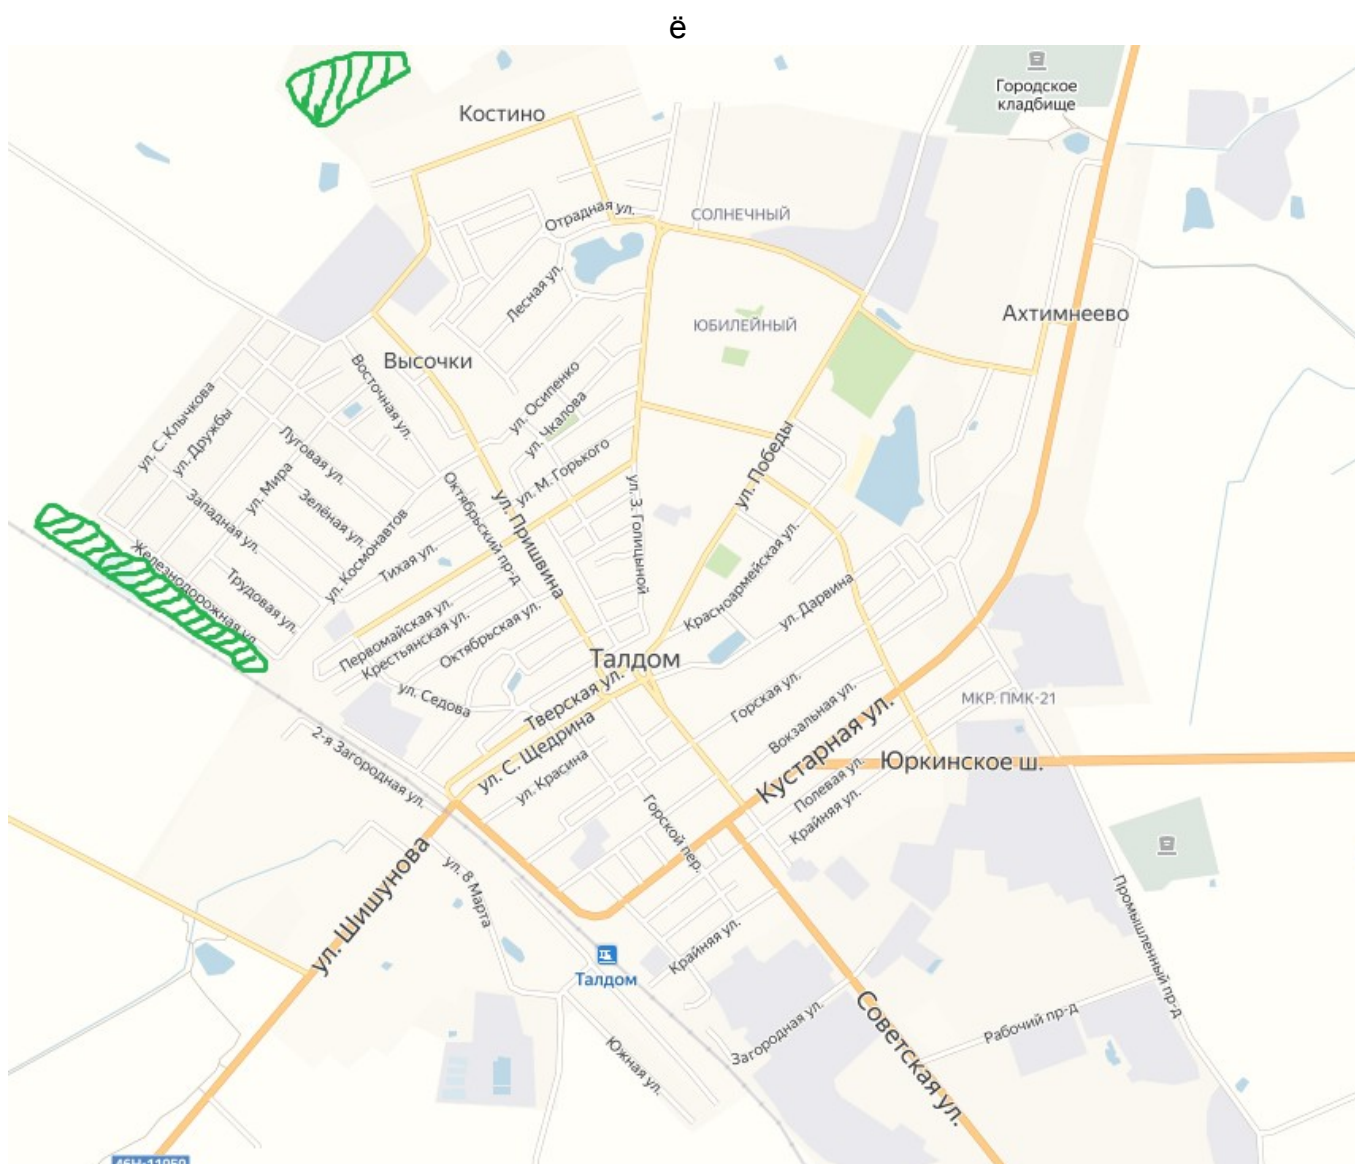 ё
Городское
кладбище
Костино
Отрадная ул.
СОЛНЕЧНЫЙ
Лесная ул.
ЮБИЛЕЙНЫЙ
Ахтимнеево
Высочки
Восточная ул.
ул. Осипенко
ул. Чкалова
ул. С. Клычкова
ул. Дружбы
Луговая ул.
ул. Мира
Зелёная ул.
Западная ул.
ул. М. Горького
ул. Победы
Октябрьский пр-д
ул. Пришвина
ул. З. Голицыной
ул. Космонавтов
Тихая ул.
Красноармейская ул.
Железнодорожная ул.
Трудовая ул.
ул. Дарвина
Первомайская ул.
Крестьянская ул.
Октябрьская ул.
Талдом
ул. Седова
Тверская ул.
Горская ул.
Вокзальная ул.
МКР. ПМК-21
2-я Загородная ул.
ул. С. Щедрина
ул. Красина
Кустарная ул.
Юркинское ш.
Полевая ул.
Крайняя ул.
Горской пер.
ул. Шишунова
ул. 8 Марта
Крайняя ул.
Талдом
Промышленный пр-д
Загородная ул.
Советская ул.
Рабочий пр-д
Южная ул.
46Н-11050